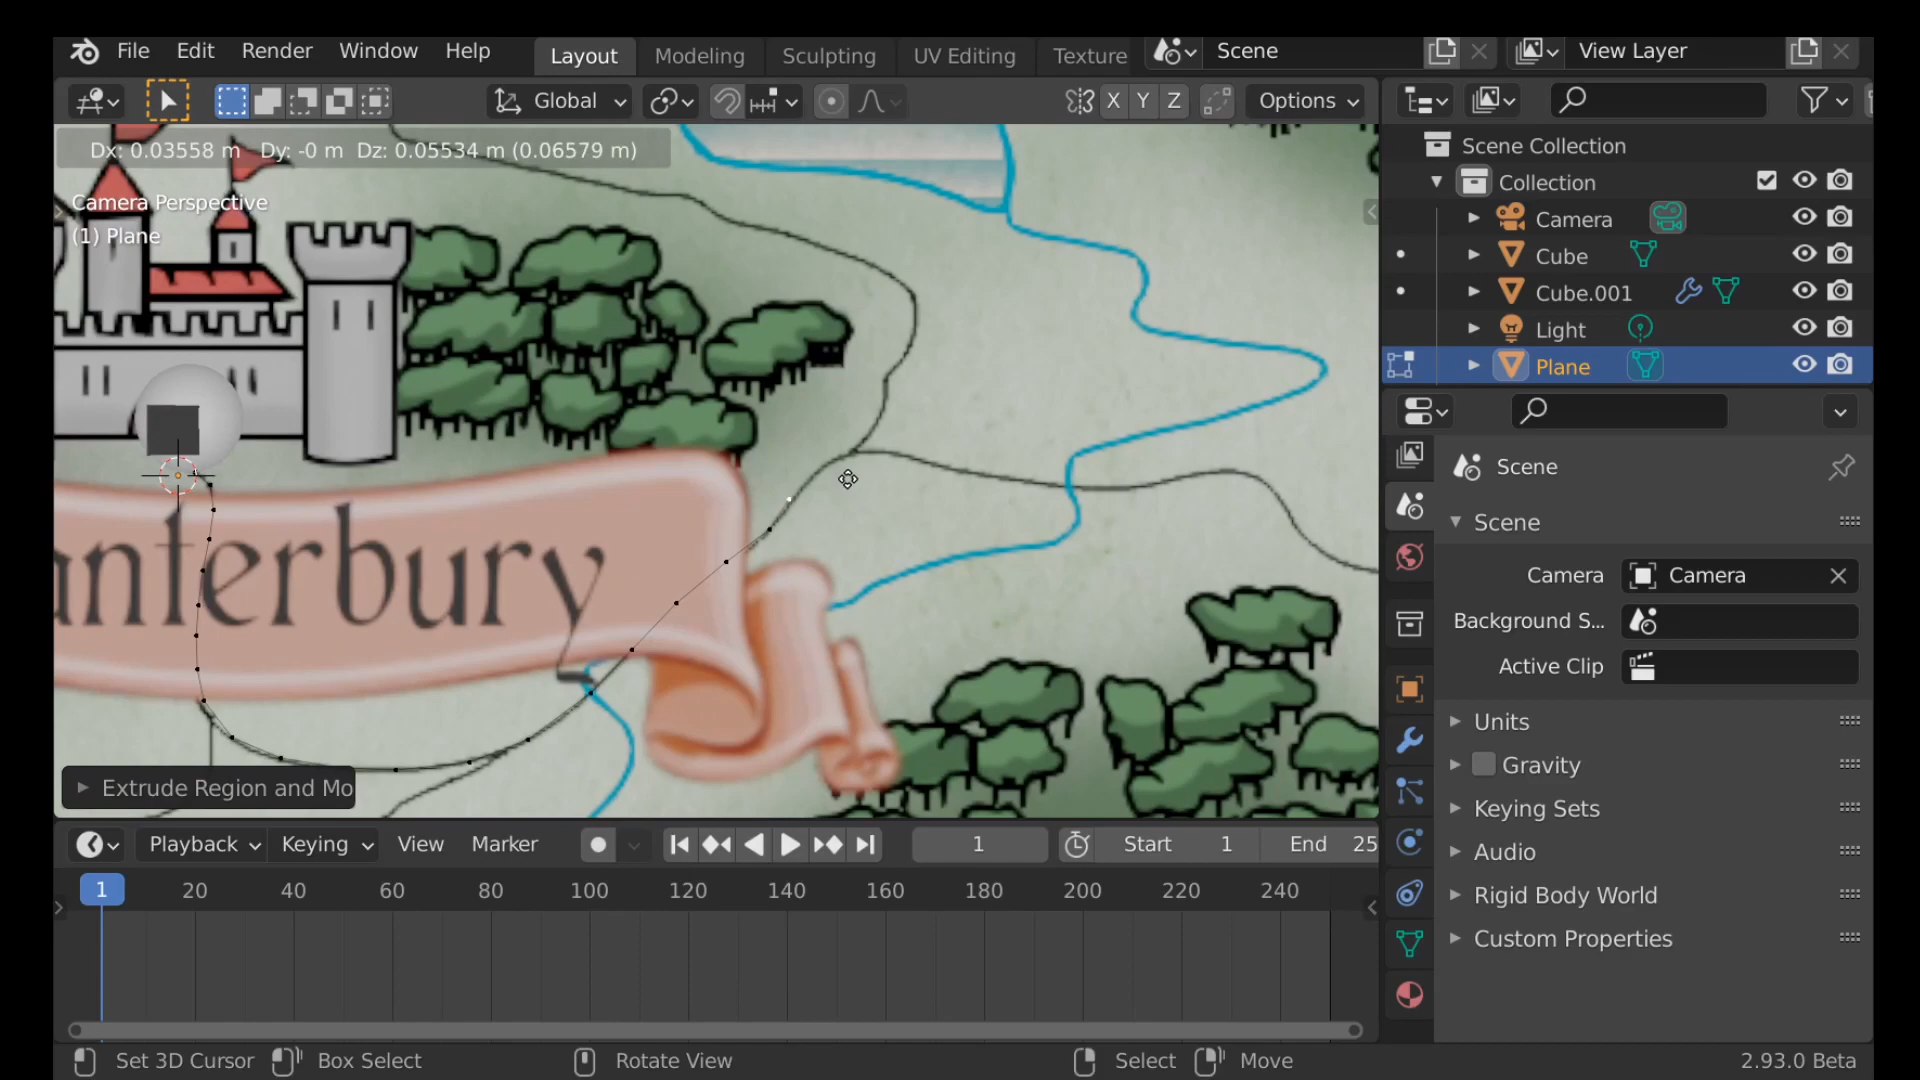 File Edit Render Window Help Layout Modeling Sculpting UV Editing Texture Scene View Layer
Global X Y Z Options
Dx: 0.03558 m Dy: -0 m Dz: 0.05534 m (0.06579 m)
Camera Perspective
(1) Plane
anterbury
Extrude Region and Mo
Scene Collection
Collection
Camera
Cube
Cube.001
Light
Plane
Scene
Scene
Camera Camera
Background S...
Active Clip
Units
Gravity
Keying Sets
Audio
Rigid Body World
Custom Properties
Playback Keying View Marker 1 Start 1 End 25
1 20 40 60 80 100 120 140 160 180 200 220 240
Set 3D Cursor Box Select Rotate View Select Move 2.93.0 Beta